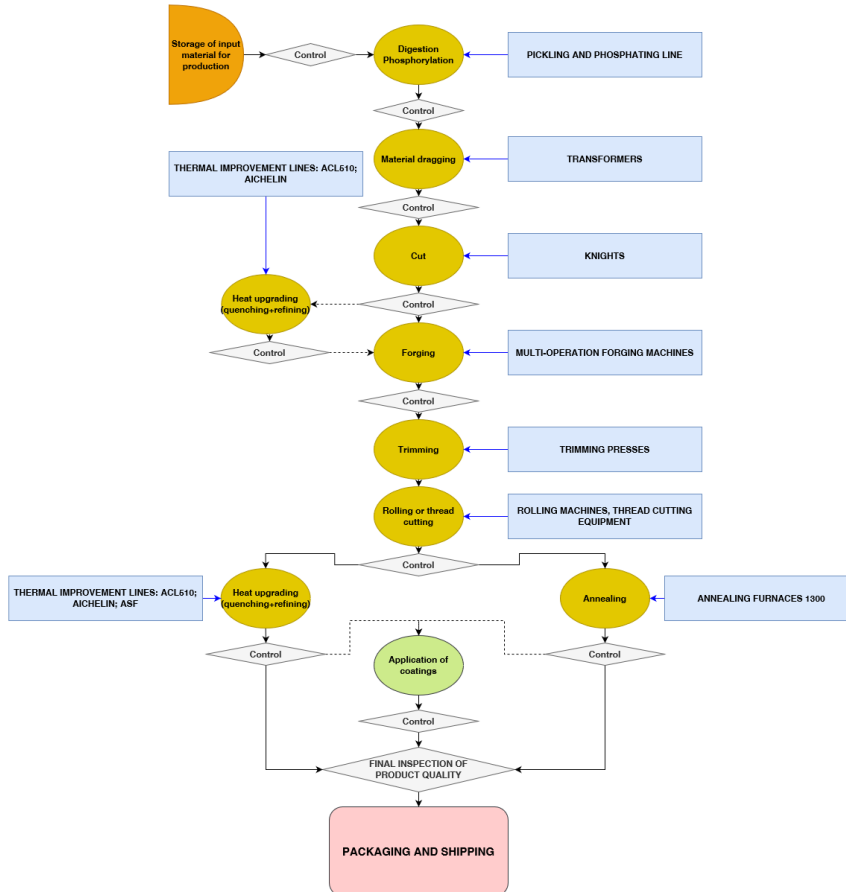 Storage of input
material for
production
Control
Digestion
Phosphorylation
PICKLING AND PHOSPHATING LINE
Control
Material dragging
TRANSFORMERS
THERMAL IMPROVEMENT LINES: ACL510;
AICHELIN
Control
Cut
KNIGHTS
Heat upgrading
(quenching+refining)
Control
Control
Forging
MULTI-OPERATION FORGING MACHINES
Control
Trimming
TRIMMING PRESSES
Rolling or thread
cutting
ROLLING MACHINES, THREAD CUTTING
EQUIPMENT
Control
THERMAL IMPROVEMENT LINES: ACL510;
AICHELIN; ASF
Heat upgrading
(quenching+refining)
Annealing
ANNEALING FURNACES 1300
Control
Application of
coatings
Control
Control
FINAL INSPECTION OF
PRODUCT QUALITY
PACKAGING AND SHIPPING